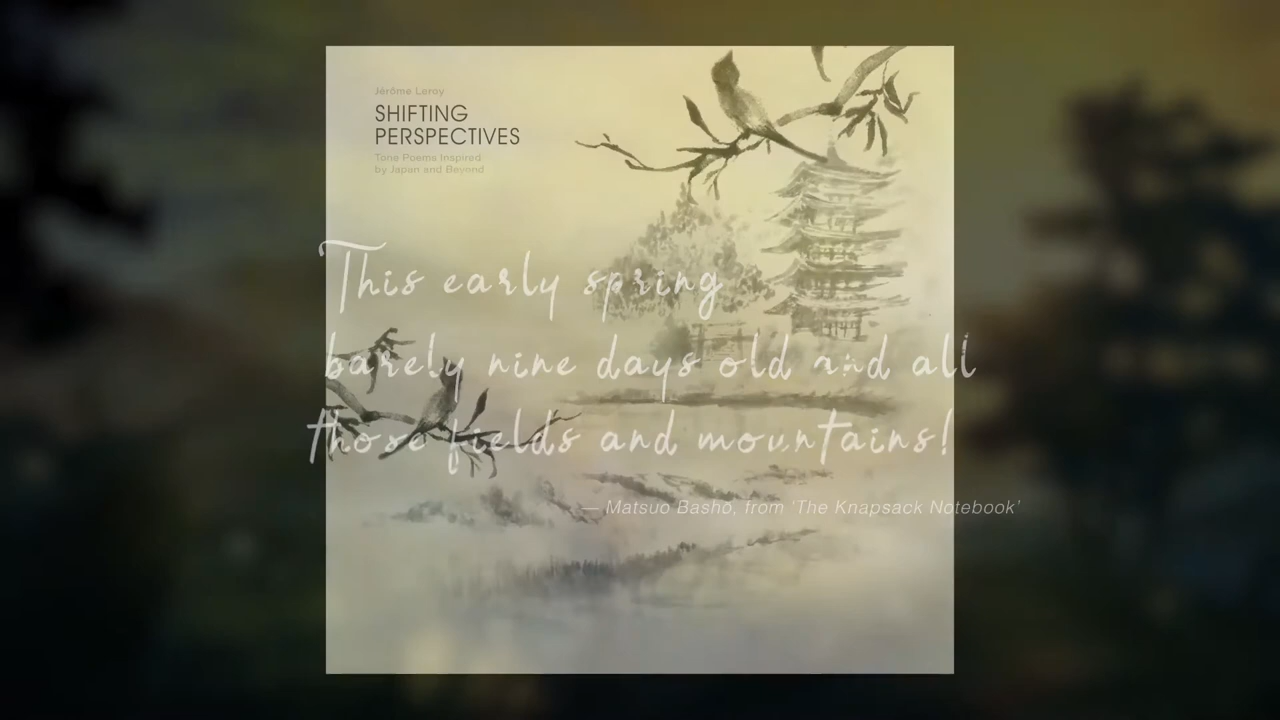 Jérôme Leroy
SHIFTING
PERSPECTIVES
Tone Poems Inspired
by Japan and Beyond
This early spring
barely nine days old and all
those fields and mountains!
— Matsuo Bashō, from ‘The Knapsack Notebook’